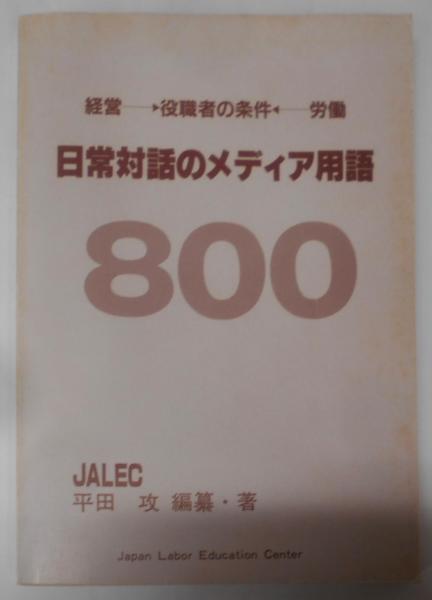 経営──▸役職者の条件◂──労働
日常対話のメディア用語
800
JALEC
平田 攻 編纂・著
Japan Labor Education Center